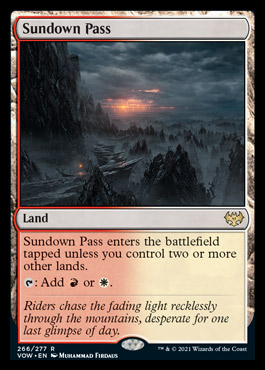 Sundown Pass
Land
Sundown Pass enters the battlefield
tapped unless you control two or more
other lands.
: Add or .
Riders chase the fading light recklessly
through the mountains, desperate for one
last glimpse of day.
266/277 R
VOW • EN Muhammad Firdaus
™ & © 2021 Wizards of the Coast